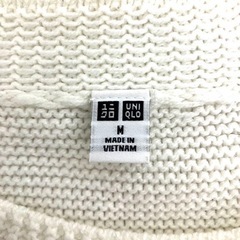 ユニ UNI
クロ QLO
M
MADE IN
VIETNAM